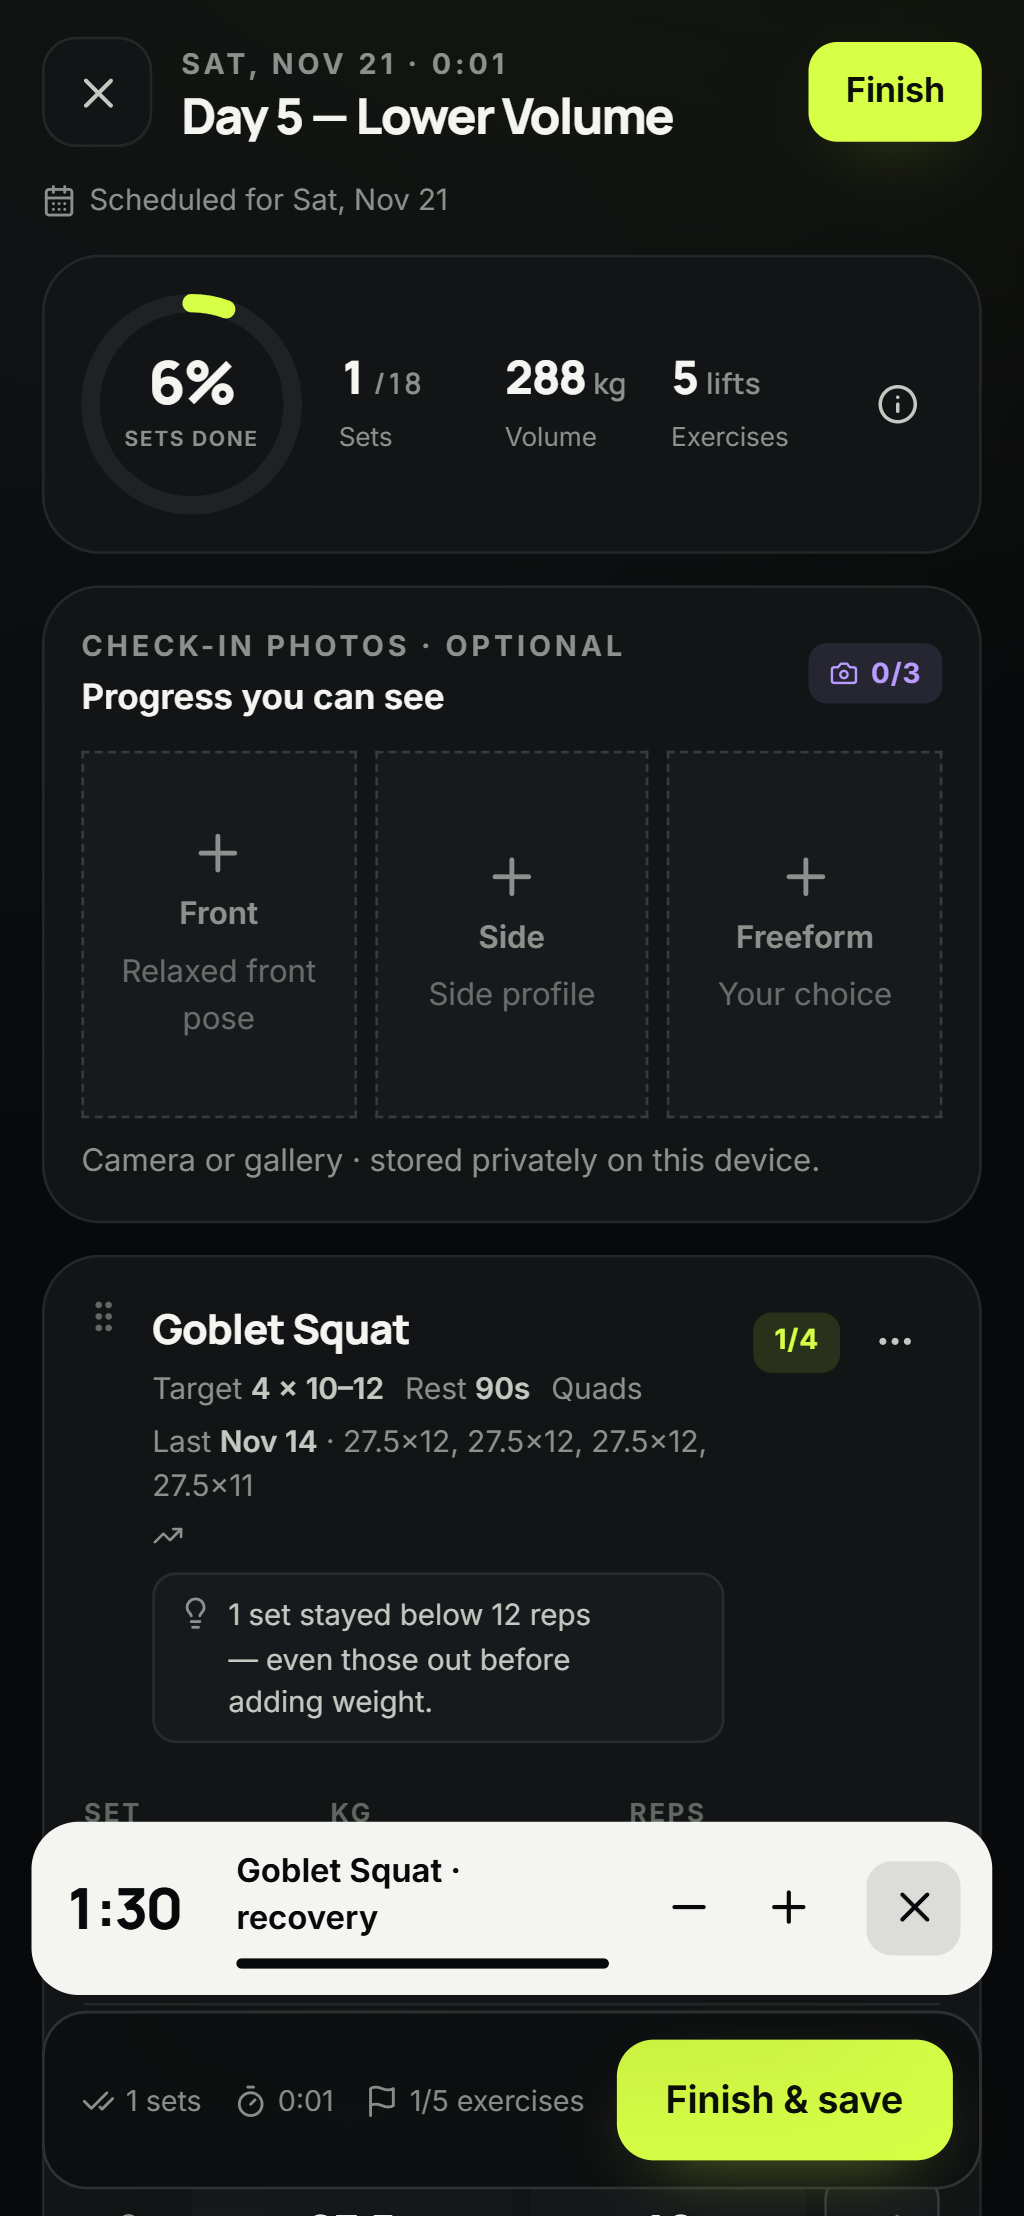 SAT, NOV 21 · 0:01
Day 5 — Lower Volume
Finish
Scheduled for Sat, Nov 21
6%
SETS DONE
1 /18
Sets
288 kg
Volume
5 lifts
Exercises
CHECK-IN PHOTOS · OPTIONAL
Progress you can see
0/3
Front
Relaxed front
pose
Side
Side profile
Freeform
Your choice
Camera or gallery · stored privately on this device.
Goblet Squat
1/4
Target 4 × 10–12 Rest 90s Quads
Last Nov 14 · 27.5×12, 27.5×12, 27.5×12,
27.5×11
1 set stayed below 12 reps
— even those out before
adding weight.
SET KG REPS
1:30
Goblet Squat ·
recovery
1 sets 0:01 1/5 exercises
Finish & save